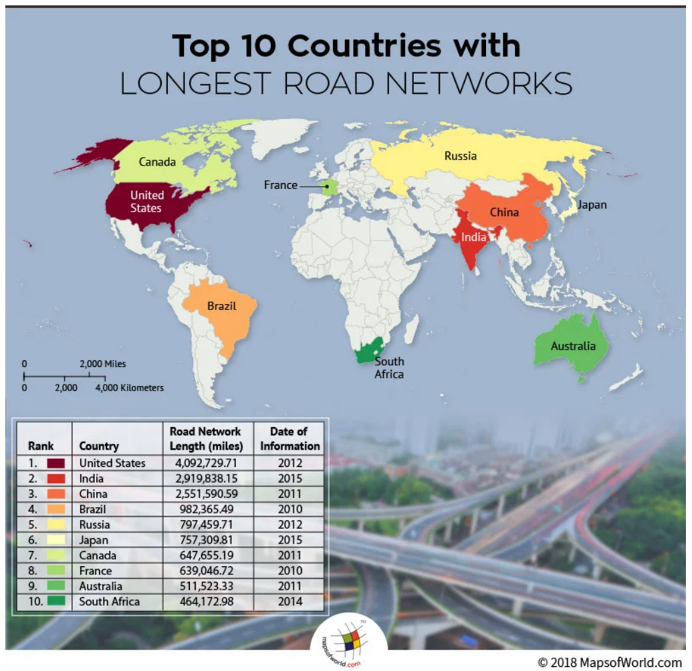 Top 10 Countries with
LONGEST ROAD NETWORKS
Canada
Russia
France
United
States
China
Japan
India
Brazil
Australia
South
Africa
0 2,000 Miles
0 2,000 4,000 Kilometers
Rank Country Road Network Length (miles) Date of Information
1. United States 4,092,729.71 2012
2. India 2,919,838.15 2015
3. China 2,551,590.59 2011
4. Brazil 982,365.49 2010
5. Russia 797,459.71 2012
6. Japan 757,309.81 2015
7. Canada 647,655.19 2011
8. France 639,046.72 2010
9. Australia 511,523.33 2011
10. South Africa 464,172.98 2014
mapsofworld.com
TM
© 2018 MapsofWorld.com